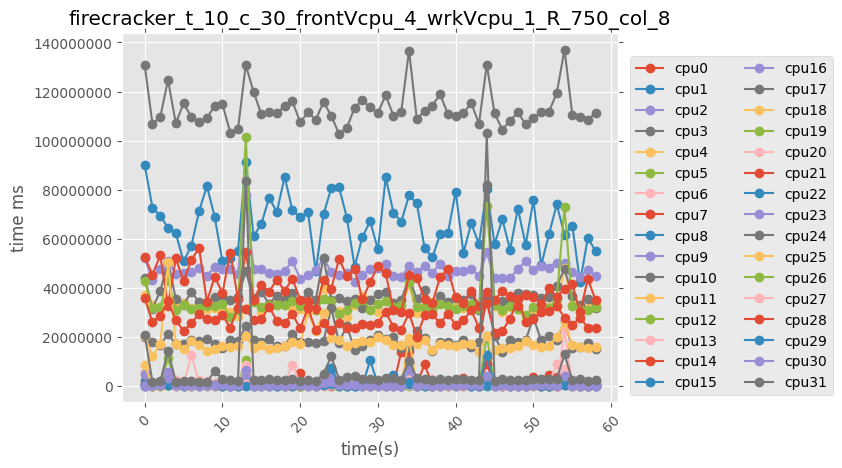 firecracker_t_10_c_30_frontVcpu_4_wrkVcpu_1_R_750_col_8
140000000
120000000
100000000
80000000
60000000
40000000
20000000
0
time ms
0
10
20
30
40
50
60
time(s)
cpu0
cpu1
cpu2
cpu3
cpu4
cpu5
cpu6
cpu7
cpu8
cpu9
cpu10
cpu11
cpu12
cpu13
cpu14
cpu15
cpu16
cpu17
cpu18
cpu19
cpu20
cpu21
cpu22
cpu23
cpu24
cpu25
cpu26
cpu27
cpu28
cpu29
cpu30
cpu31